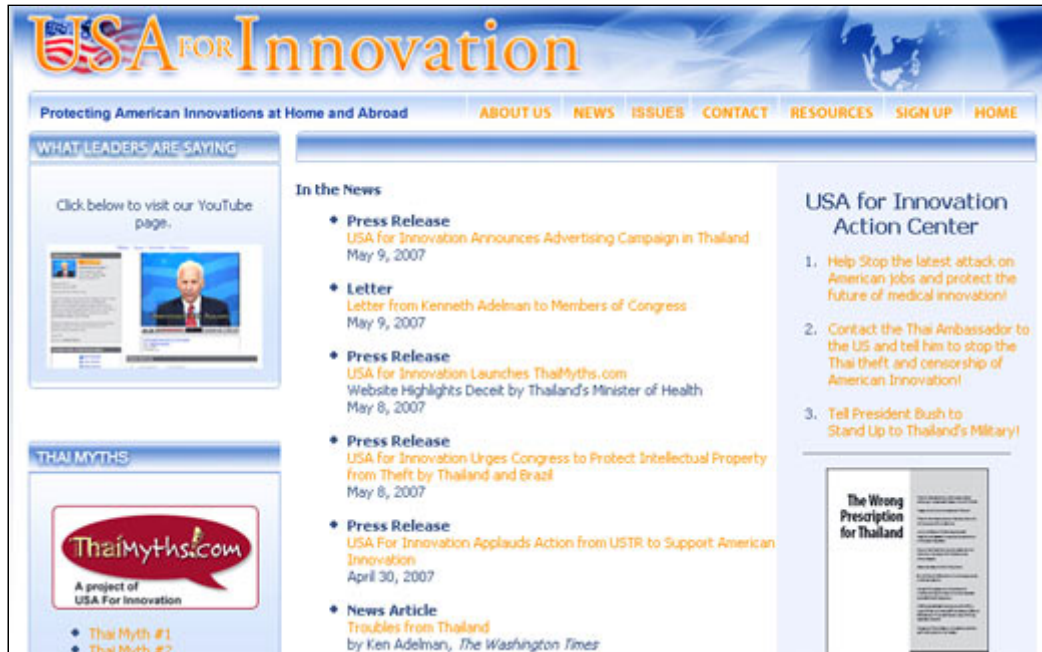 USA FOR Innovation
Protecting American Innovations at Home and Abroad
ABOUT US NEWS ISSUES CONTACT RESOURCES SIGN UP HOME
WHAT LEADERS ARE SAYING
Click below to visit our YouTube
page.
THAI MYTHS
ThaiMyths.com
A project of
USA For Innovation
Thai Myth #1
Thai Myth #2
In the News
Press Release
USA for Innovation Announces Advertising Campaign in Thailand
May 9, 2007
Letter
Letter from Kenneth Adelman to Members of Congress
May 9, 2007
Press Release
USA for Innovation Launches ThaiMyths.com
Website Highlights Deceit by Thailand's Minister of Health
May 8, 2007
Press Release
USA for Innovation Urges Congress to Protect Intellectual Property
from Theft by Thailand and Brazil
May 8, 2007
Press Release
USA For Innovation Applauds Action from USTR to Support American
Innovation
April 30, 2007
News Article
Troubles from Thailand
by Ken Adelman, The Washington Times
USA for Innovation
Action Center
1. Help Stop the latest attack on
American jobs and protect the
future of medical innovation!
2. Contact the Thai Ambassador to
the US and tell him to stop the
Thai theft and censorship of
American Innovation!
3. Tell President Bush to
Stand Up to Thailand's Military!
The Wrong
Prescription
for Thailand